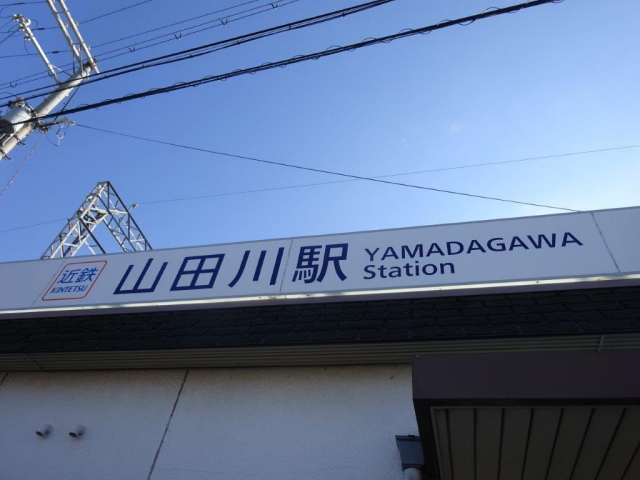 近鉄
KINTETSU
山田川駅
YAMADAGAWA
Station